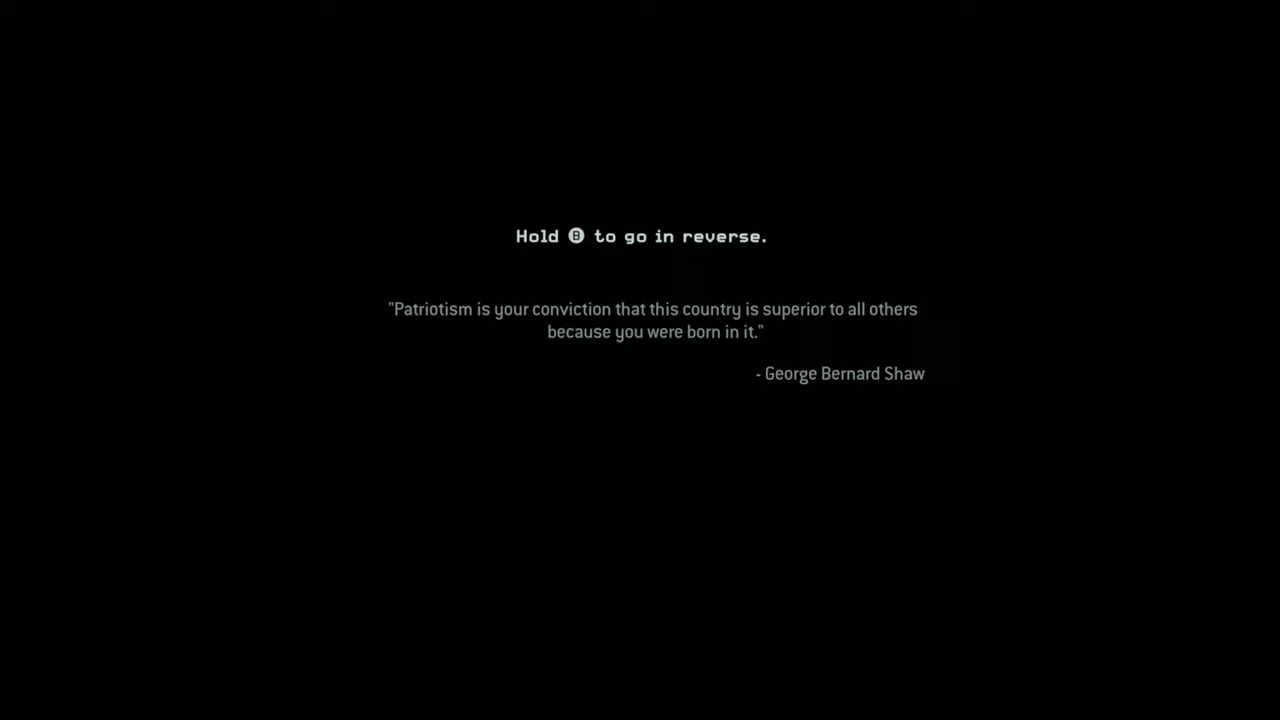 Hold B to go in reverse.
"Patriotism is your conviction that this country is superior to all others
because you were born in it."
- George Bernard Shaw